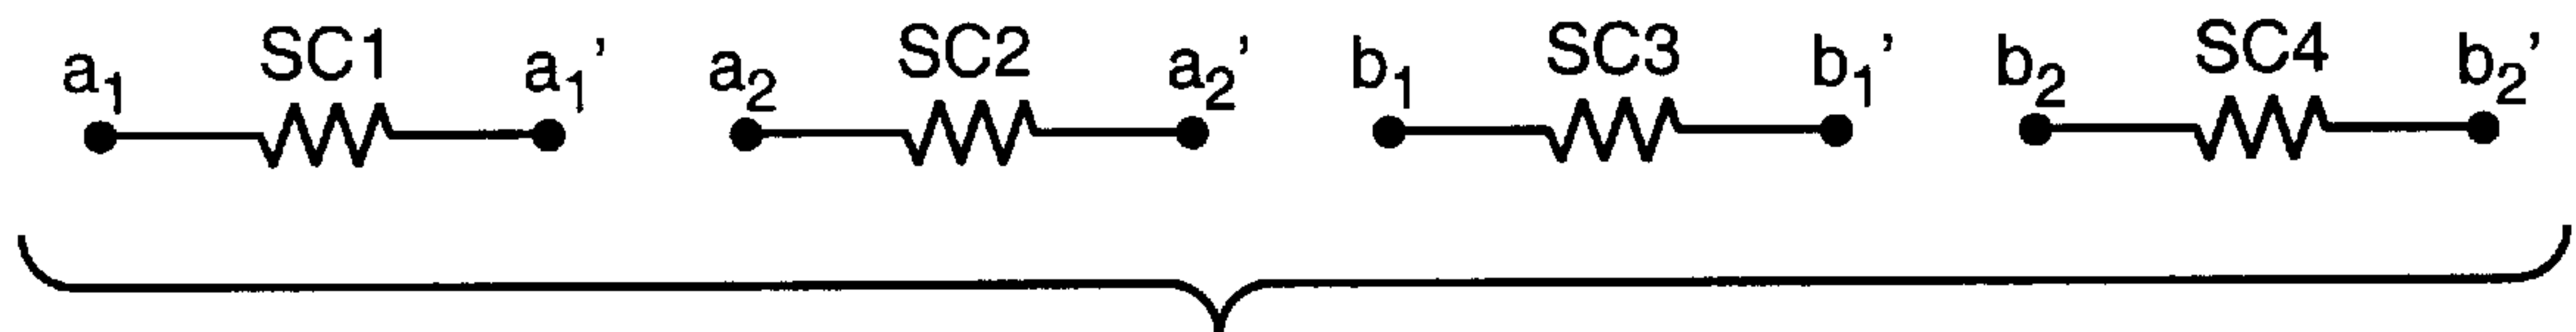 a₁ SC1 a₁’ a₂ SC2 a₂’ b₁ SC3 b₁’ b₂ SC4 b₂’